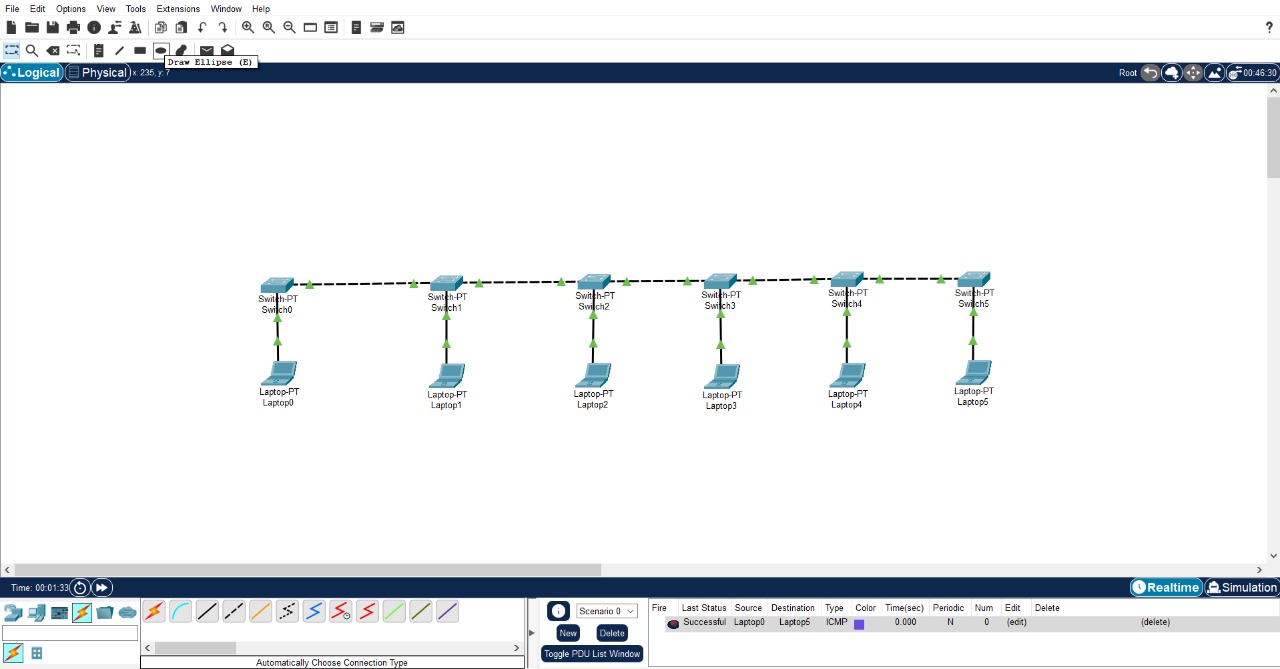 File Edit Options View Tools Extensions Window Help
?
Draw Ellipse (E)
Logical Physical x: 235, y: 7 Root 00:46:30
Switch-PT
Switch0
Switch-PT
Switch1
Switch-PT
Switch2
Switch-PT
Switch3
Switch-PT
Switch4
Switch-PT
Switch5
Laptop-PT
Laptop0
Laptop-PT
Laptop1
Laptop-PT
Laptop2
Laptop-PT
Laptop3
Laptop-PT
Laptop4
Laptop-PT
Laptop5
Time: 00:01:33 Realtime Simulation
Scenario 0
New Delete
Toggle PDU List Window
Fire Last Status Source Destination Type Color Time(sec) Periodic Num Edit Delete
Successful Laptop0 Laptop5 ICMP 0.000 N 0 (edit) (delete)
Automatically Choose Connection Type